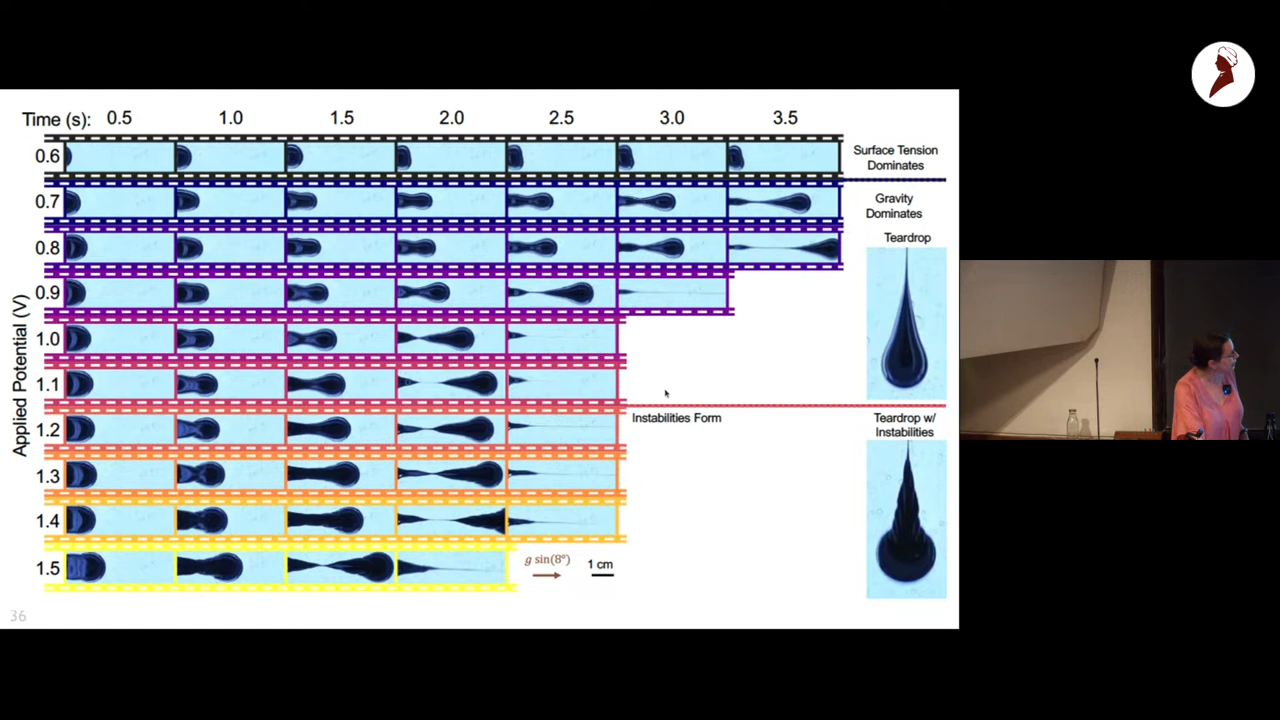 Time (s): 0.5 1.0 1.5 2.0 2.5 3.0 3.5
Applied Potential (V)
0.6
Surface Tension
Dominates
0.7
Gravity
Dominates
0.8
Teardrop
0.9
1.0
1.1
1.2
Instabilities Form
Teardrop w/
Instabilities
1.3
1.4
1.5
g sin(8°)
1 cm
36